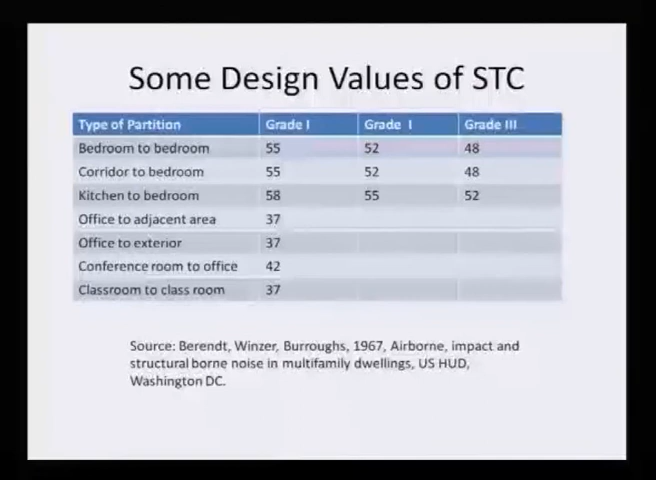 Some Design Values of STC
Type of Partition Grade I Grade I Grade III
Bedroom to bedroom 55 52 48
Corridor to bedroom 55 52 48
Kitchen to bedroom 58 55 52
Office to adjacent area 37
Office to exterior 37
Conference room to office 42
Classroom to class room 37
Source: Berendt, Winzer, Burroughs, 1967, Airborne, impact and
structural borne noise in multifamily dwellings, US HUD,
Washington DC.